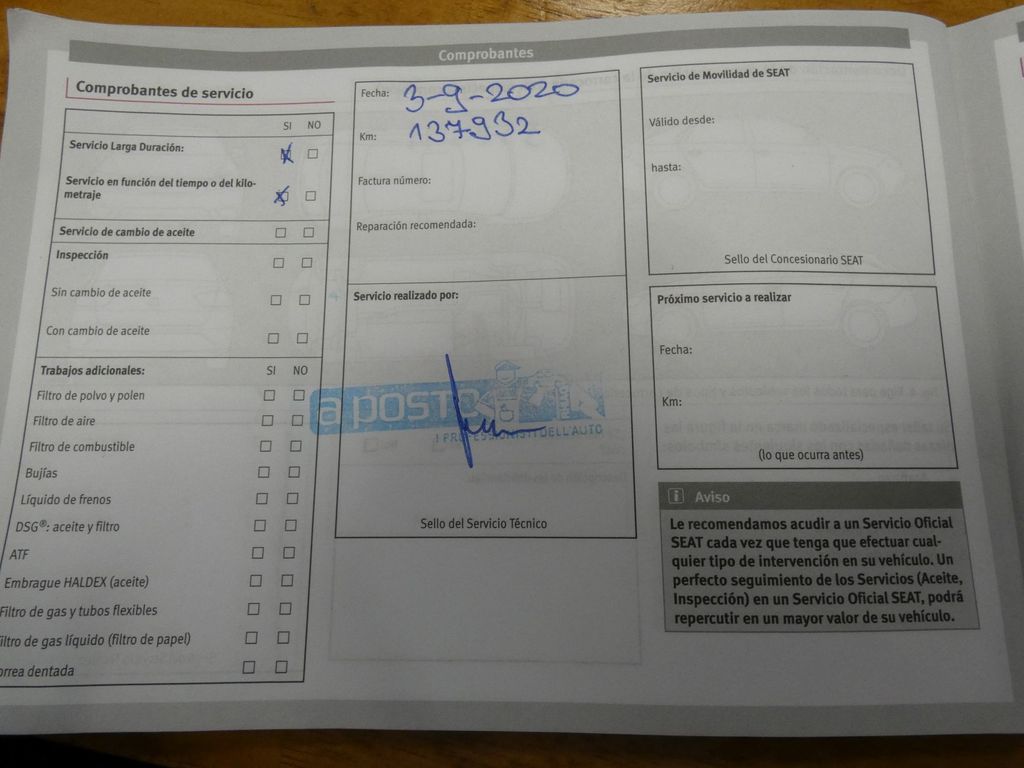 Comprobantes
Comprobantes de servicio
SI NO
Servicio Larga Duración:
Servicio en función del tiempo o del kilo-
metraje
Servicio de cambio de aceite
Inspección
Sin cambio de aceite
Con cambio de aceite
Trabajos adicionales: SI NO
Filtro de polvo y polen
Filtro de aire
Filtro de combustible
Bujías
Líquido de frenos
DSG®: aceite y filtro
ATF
Embrague HALDEX (aceite)
Filtro de gas y tubos flexibles
iltro de gas líquido (filtro de papel)
orrea dentada
Fecha: 3-9-2020
Km: 137932
Factura número:
Reparación recomendada:
Servicio realizado por:
a posto
I PROFESSIONISTI DELL'AUTO
Sello del Servicio Técnico
Servicio de Movilidad de SEAT
Válido desde:
hasta:
Sello del Concesionario SEAT
Próximo servicio a realizar
Fecha:
Km:
(lo que ocurra antes)
i Aviso
Le recomendamos acudir a un Servicio Oficial
SEAT cada vez que tenga que efectuar cual-
quier tipo de intervención en su vehículo. Un
perfecto seguimiento de los Servicios (Aceite,
Inspección) en un Servicio Oficial SEAT, podrá
repercutir en un mayor valor de su vehículo.